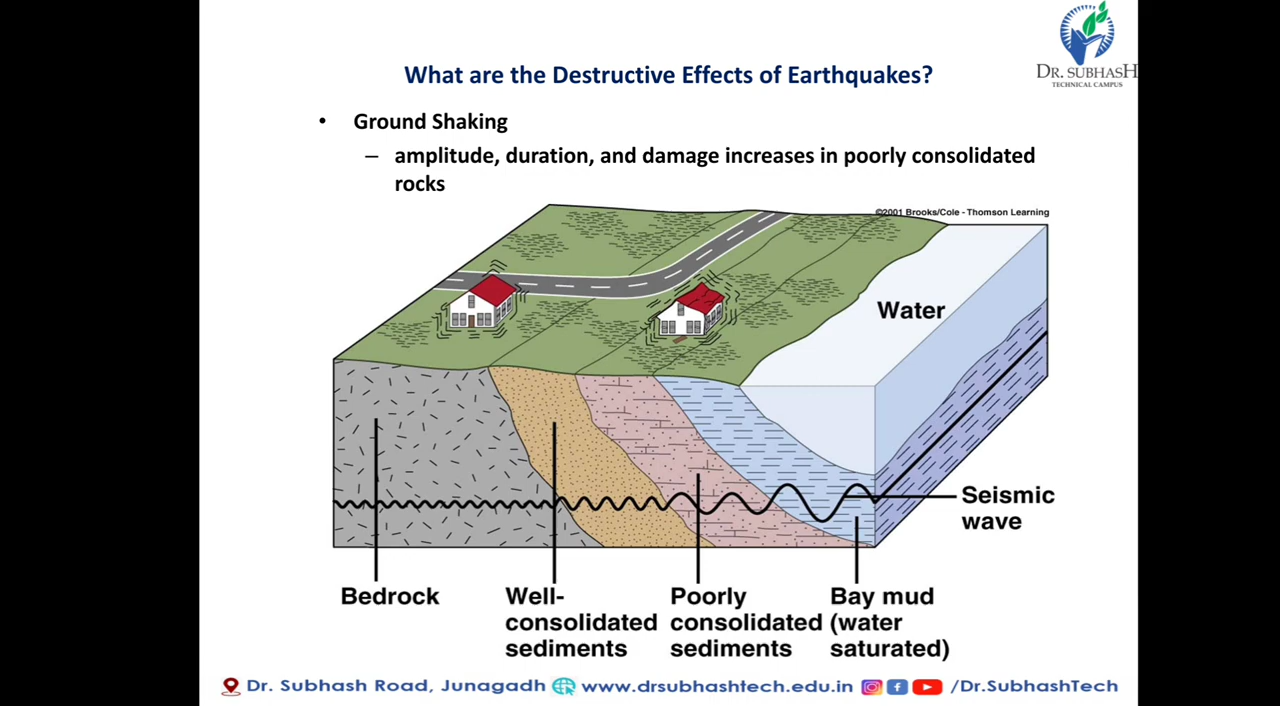 DR. SUBHASH
TECHNICAL CAMPUS
What are the Destructive Effects of Earthquakes?
• Ground Shaking
– amplitude, duration, and damage increases in poorly consolidated
rocks
©2001 Brooks/Cole - Thomson Learning
Water
Seismic
wave
Bedrock
Well-
consolidated
sediments
Poorly
consolidated
sediments
Bay mud
(water
saturated)
Dr. Subhash Road, Junagadh www.drsubhashtech.edu.in /Dr.SubhashTech